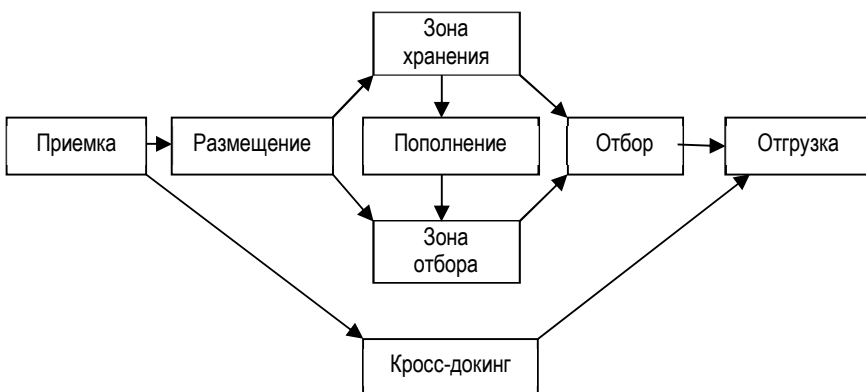 Зона
хранения
Приемка
Размещение
Пополнение
Отбор
Отгрузка
Зона
отбора
Кросс-докинг